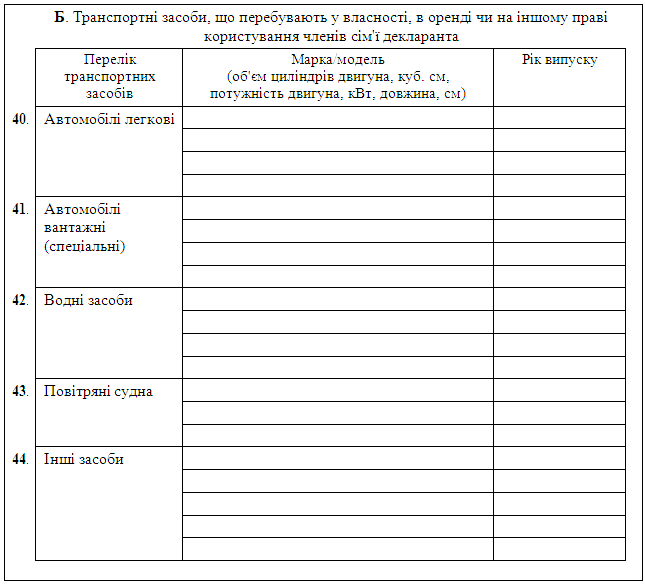 Б. Транспортні засоби, що перебувають у власності, в оренді чи на іншому праві
користування членів сім'ї декларанта
Перелік
транспортних
засобів
Марка/модель
(об'єм циліндрів двигуна, куб. см,
потужність двигуна, кВт, довжина, см)
Рік випуску
40. Автомобілі легкові
41. Автомобілі
вантажні
(спеціальні)
42. Водні засоби
43. Повітряні судна
44. Інші засоби